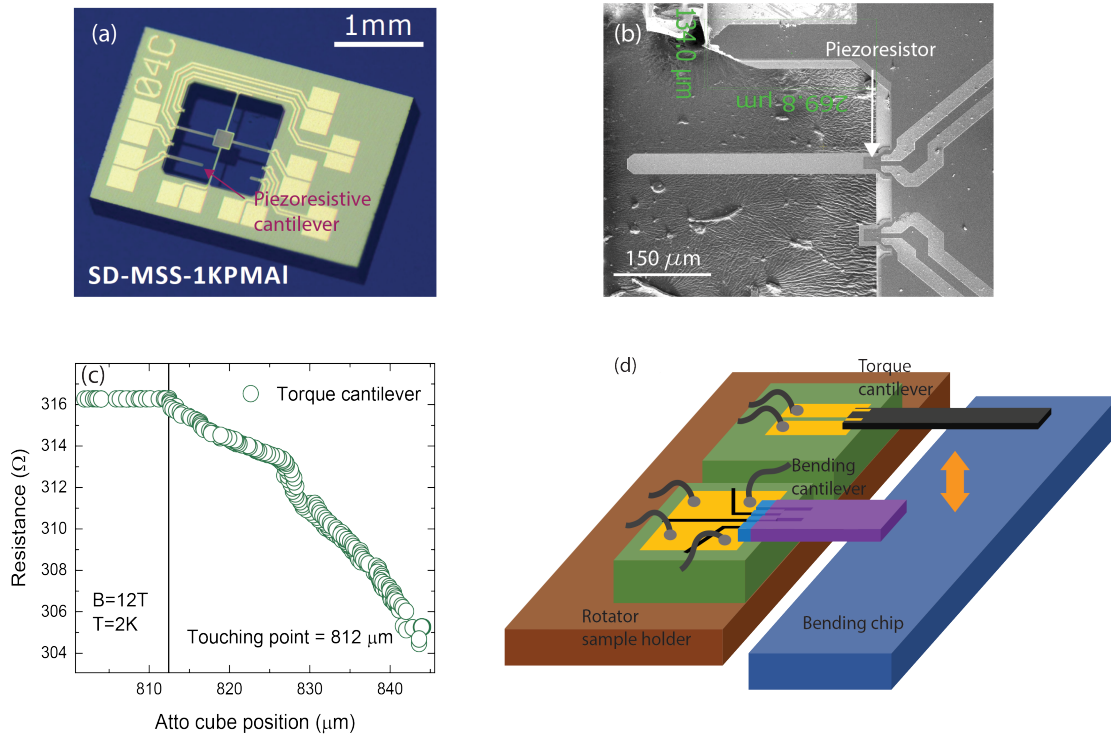 (a)
1mm
04C
Piezoresistive
cantilever
SD-MSS-1KPMAl
(b)
134.0 µm
269.8 µm
Piezoresistor
150 µm
(c)
Torque cantilever
316
314
312
310
308
306
304
Resistance (Ω)
B=12T
T=2K
Touching point = 812 µm
810
820
830
840
Atto cube position (µm)
(d)
Torque
cantilever
Bending
cantilever
Rotator
sample holder
Bending chip